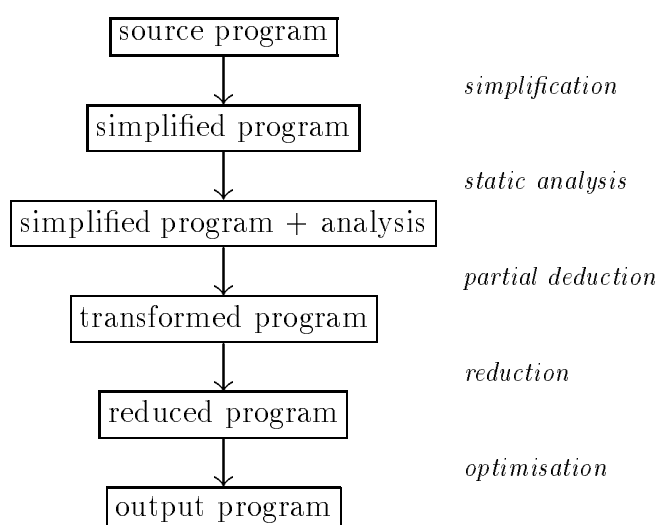 source program
simplification
simplified program
static analysis
simplified program + analysis
partial deduction
transformed program
reduction
reduced program
optimisation
output program